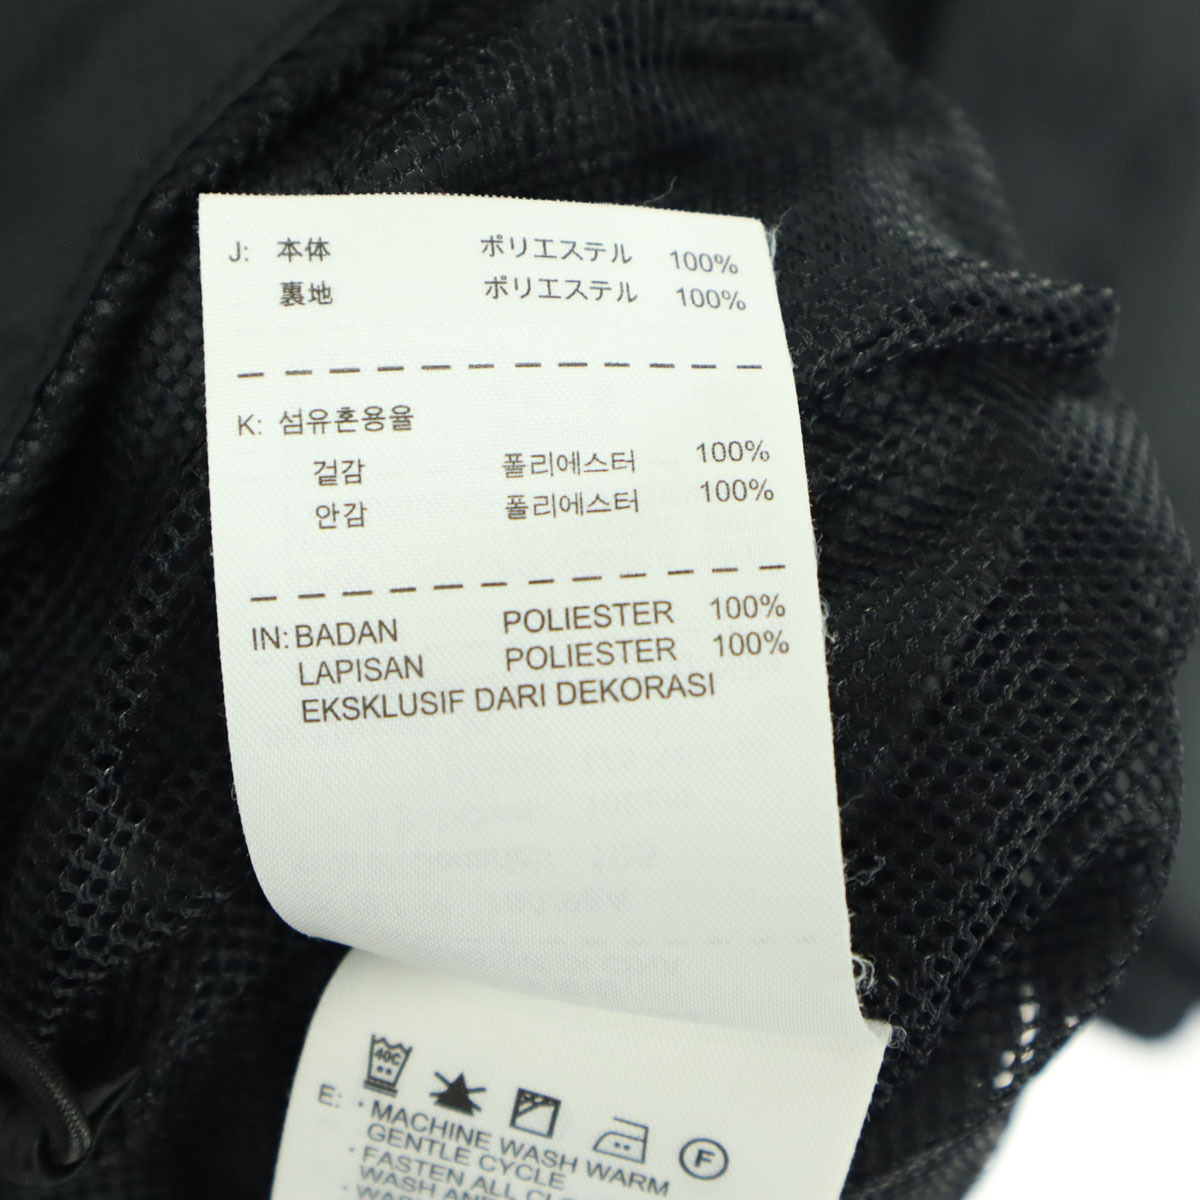 J: 本体 ポリエステル 100%
裏地 ポリエステル 100%
K: 섬유혼용율
겉감 폴리에스터 100%
안감 폴리에스터 100%
IN: BADAN POLIESTER 100%
LAPISAN POLIESTER 100%
EKSKLUSIF DARI DEKORASI
40C
F
E: · MACHINE WASH WARM
GENTLE CYCLE
· FASTEN ALL
WASH